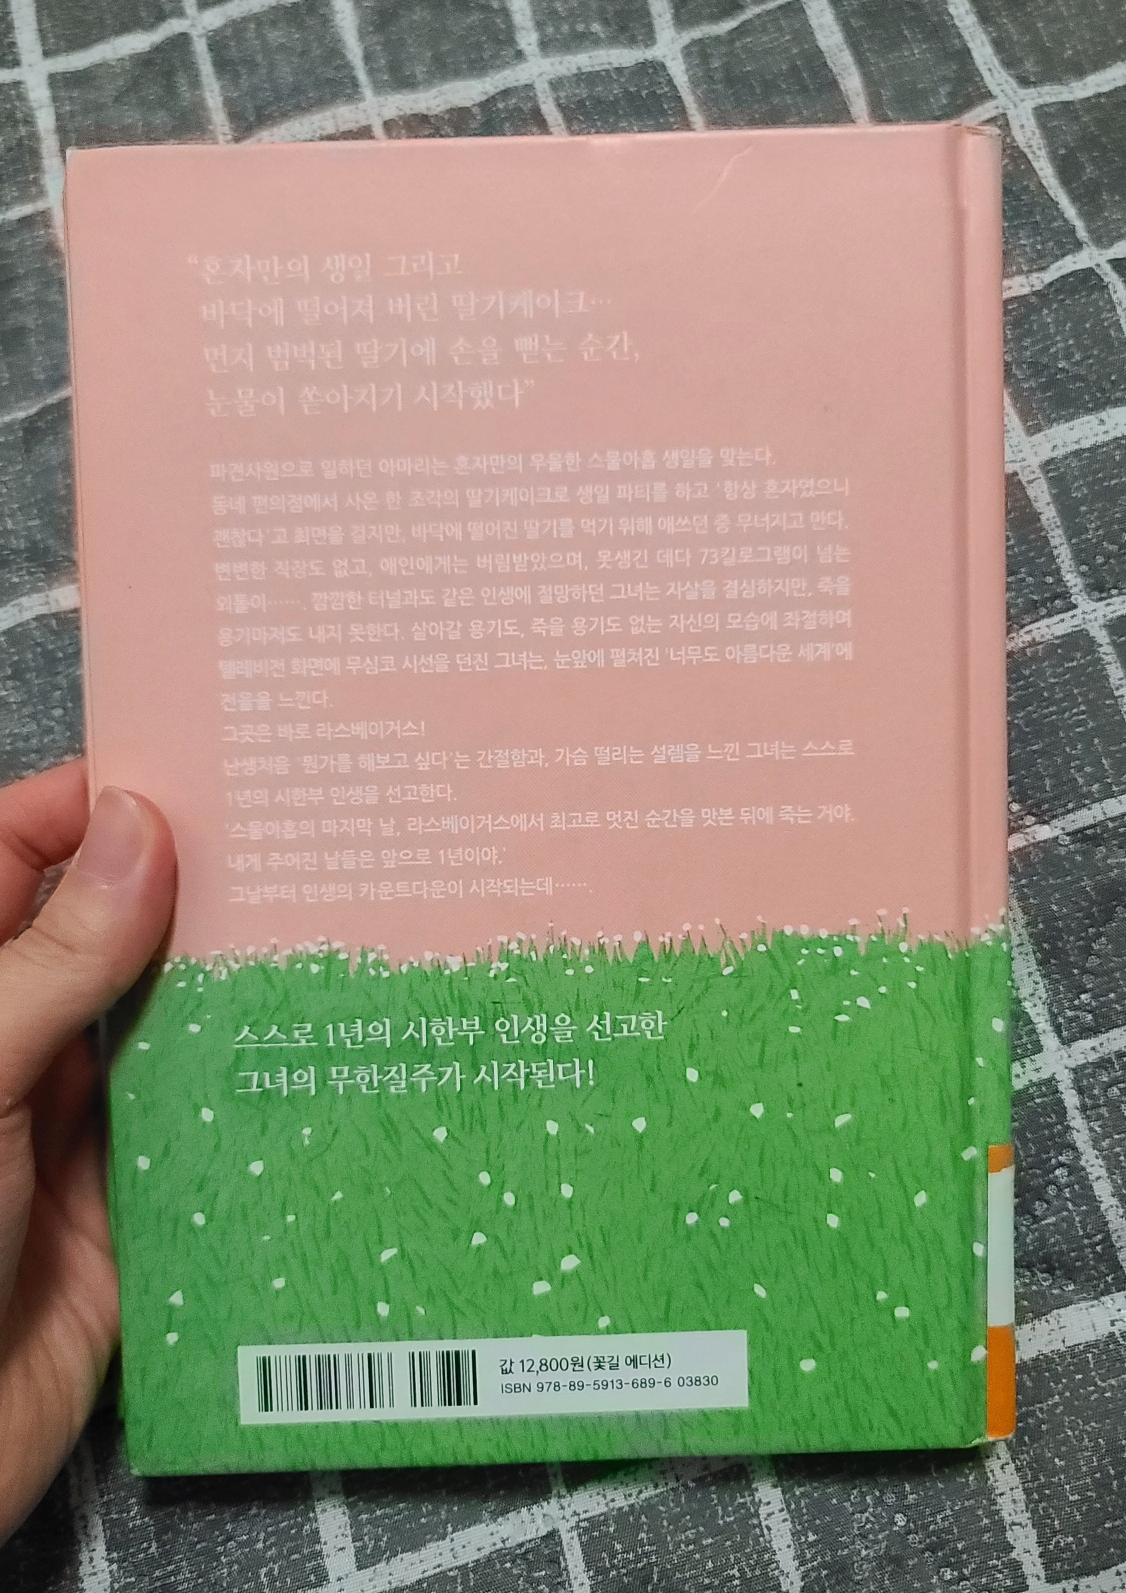 “혼자만의 생일 그리고
바닥에 떨어져 버린 딸기케이크…
먼지 범벅된 딸기에 손을 뻗는 순간,
눈물이 쏟아지기 시작했다”
파견사원으로 일하던 아마리는 혼자만의 우울한 스물아홉 생일을 맞는다.
동네 편의점에서 사온 한 조각의 딸기케이크로 생일 파티를 하고 ‘항상 혼자였으니
괜찮다’고 최면을 걸지만, 바닥에 떨어진 딸기를 먹기 위해 애쓰던 중 무너지고 만다.
변변한 직장도 없고, 애인에게는 버림받았으며, 못생긴 데다 73킬로그램이 넘는
외톨이……. 깜깜한 터널과도 같은 인생에 절망하던 그녀는 자살을 결심하지만, 죽을
용기마저도 내지 못한다. 살아갈 용기도, 죽을 용기도 없는 자신의 모습에 좌절하며
텔레비전 화면에 무심코 시선을 던진 그녀는, 눈앞에 펼쳐진 ‘너무도 아름다운 세계’에
전율을 느낀다.
그곳은 바로 라스베이거스!
난생처음 ‘뭔가를 해보고 싶다’는 간절함과, 가슴 떨리는 설렘을 느낀 그녀는 스스로
1년의 시한부 인생을 선고한다.
‘스물아홉의 마지막 날, 라스베이거스에서 최고로 멋진 순간을 맛본 뒤에 죽는 거야.
내게 주어진 날들은 앞으로 1년이야.’
그날부터 인생의 카운트다운이 시작되는데…….
스스로 1년의 시한부 인생을 선고한
그녀의 무한질주가 시작된다!
값 12,800원(꽃길 에디션)
ISBN 978-89-5913-689-6 03830